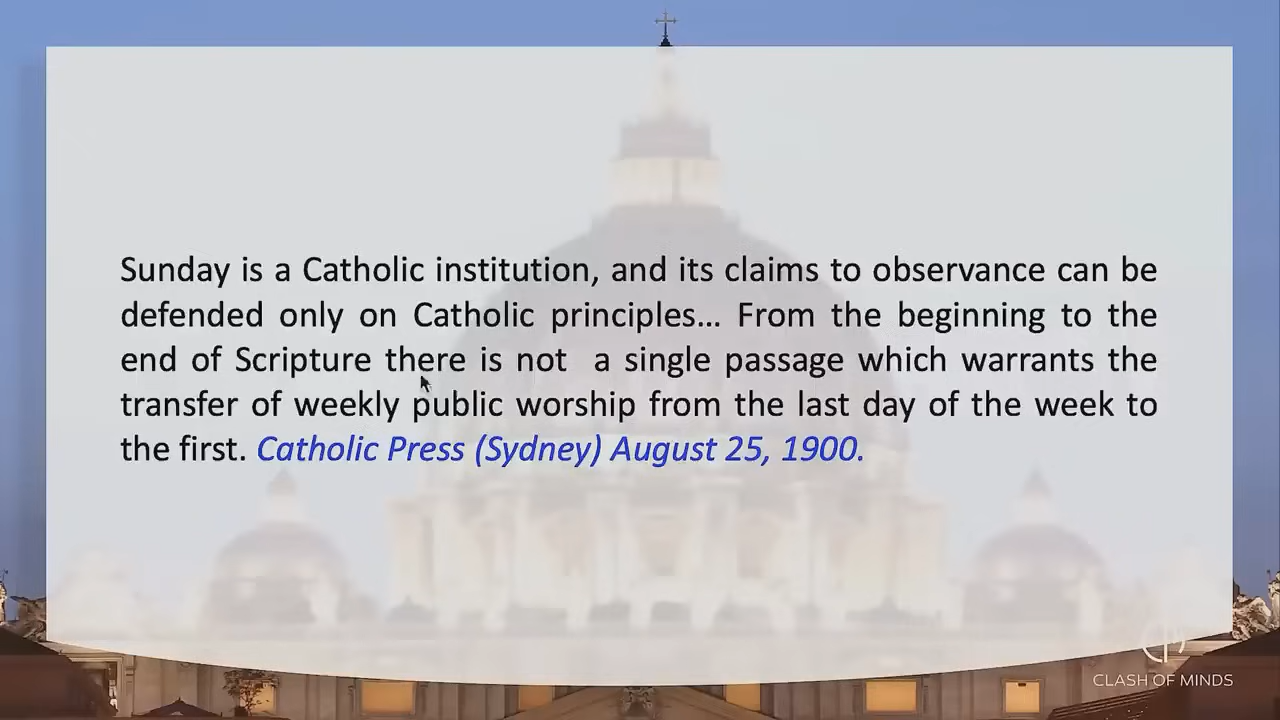 Sunday is a Catholic institution, and its claims to observance can be
defended only on Catholic principles… From the beginning to the
end of Scripture there is not  a single passage which warrants the
transfer of weekly public worship from the last day of the week to
the first. Catholic Press (Sydney) August 25, 1900.
CLASH OF MINDS